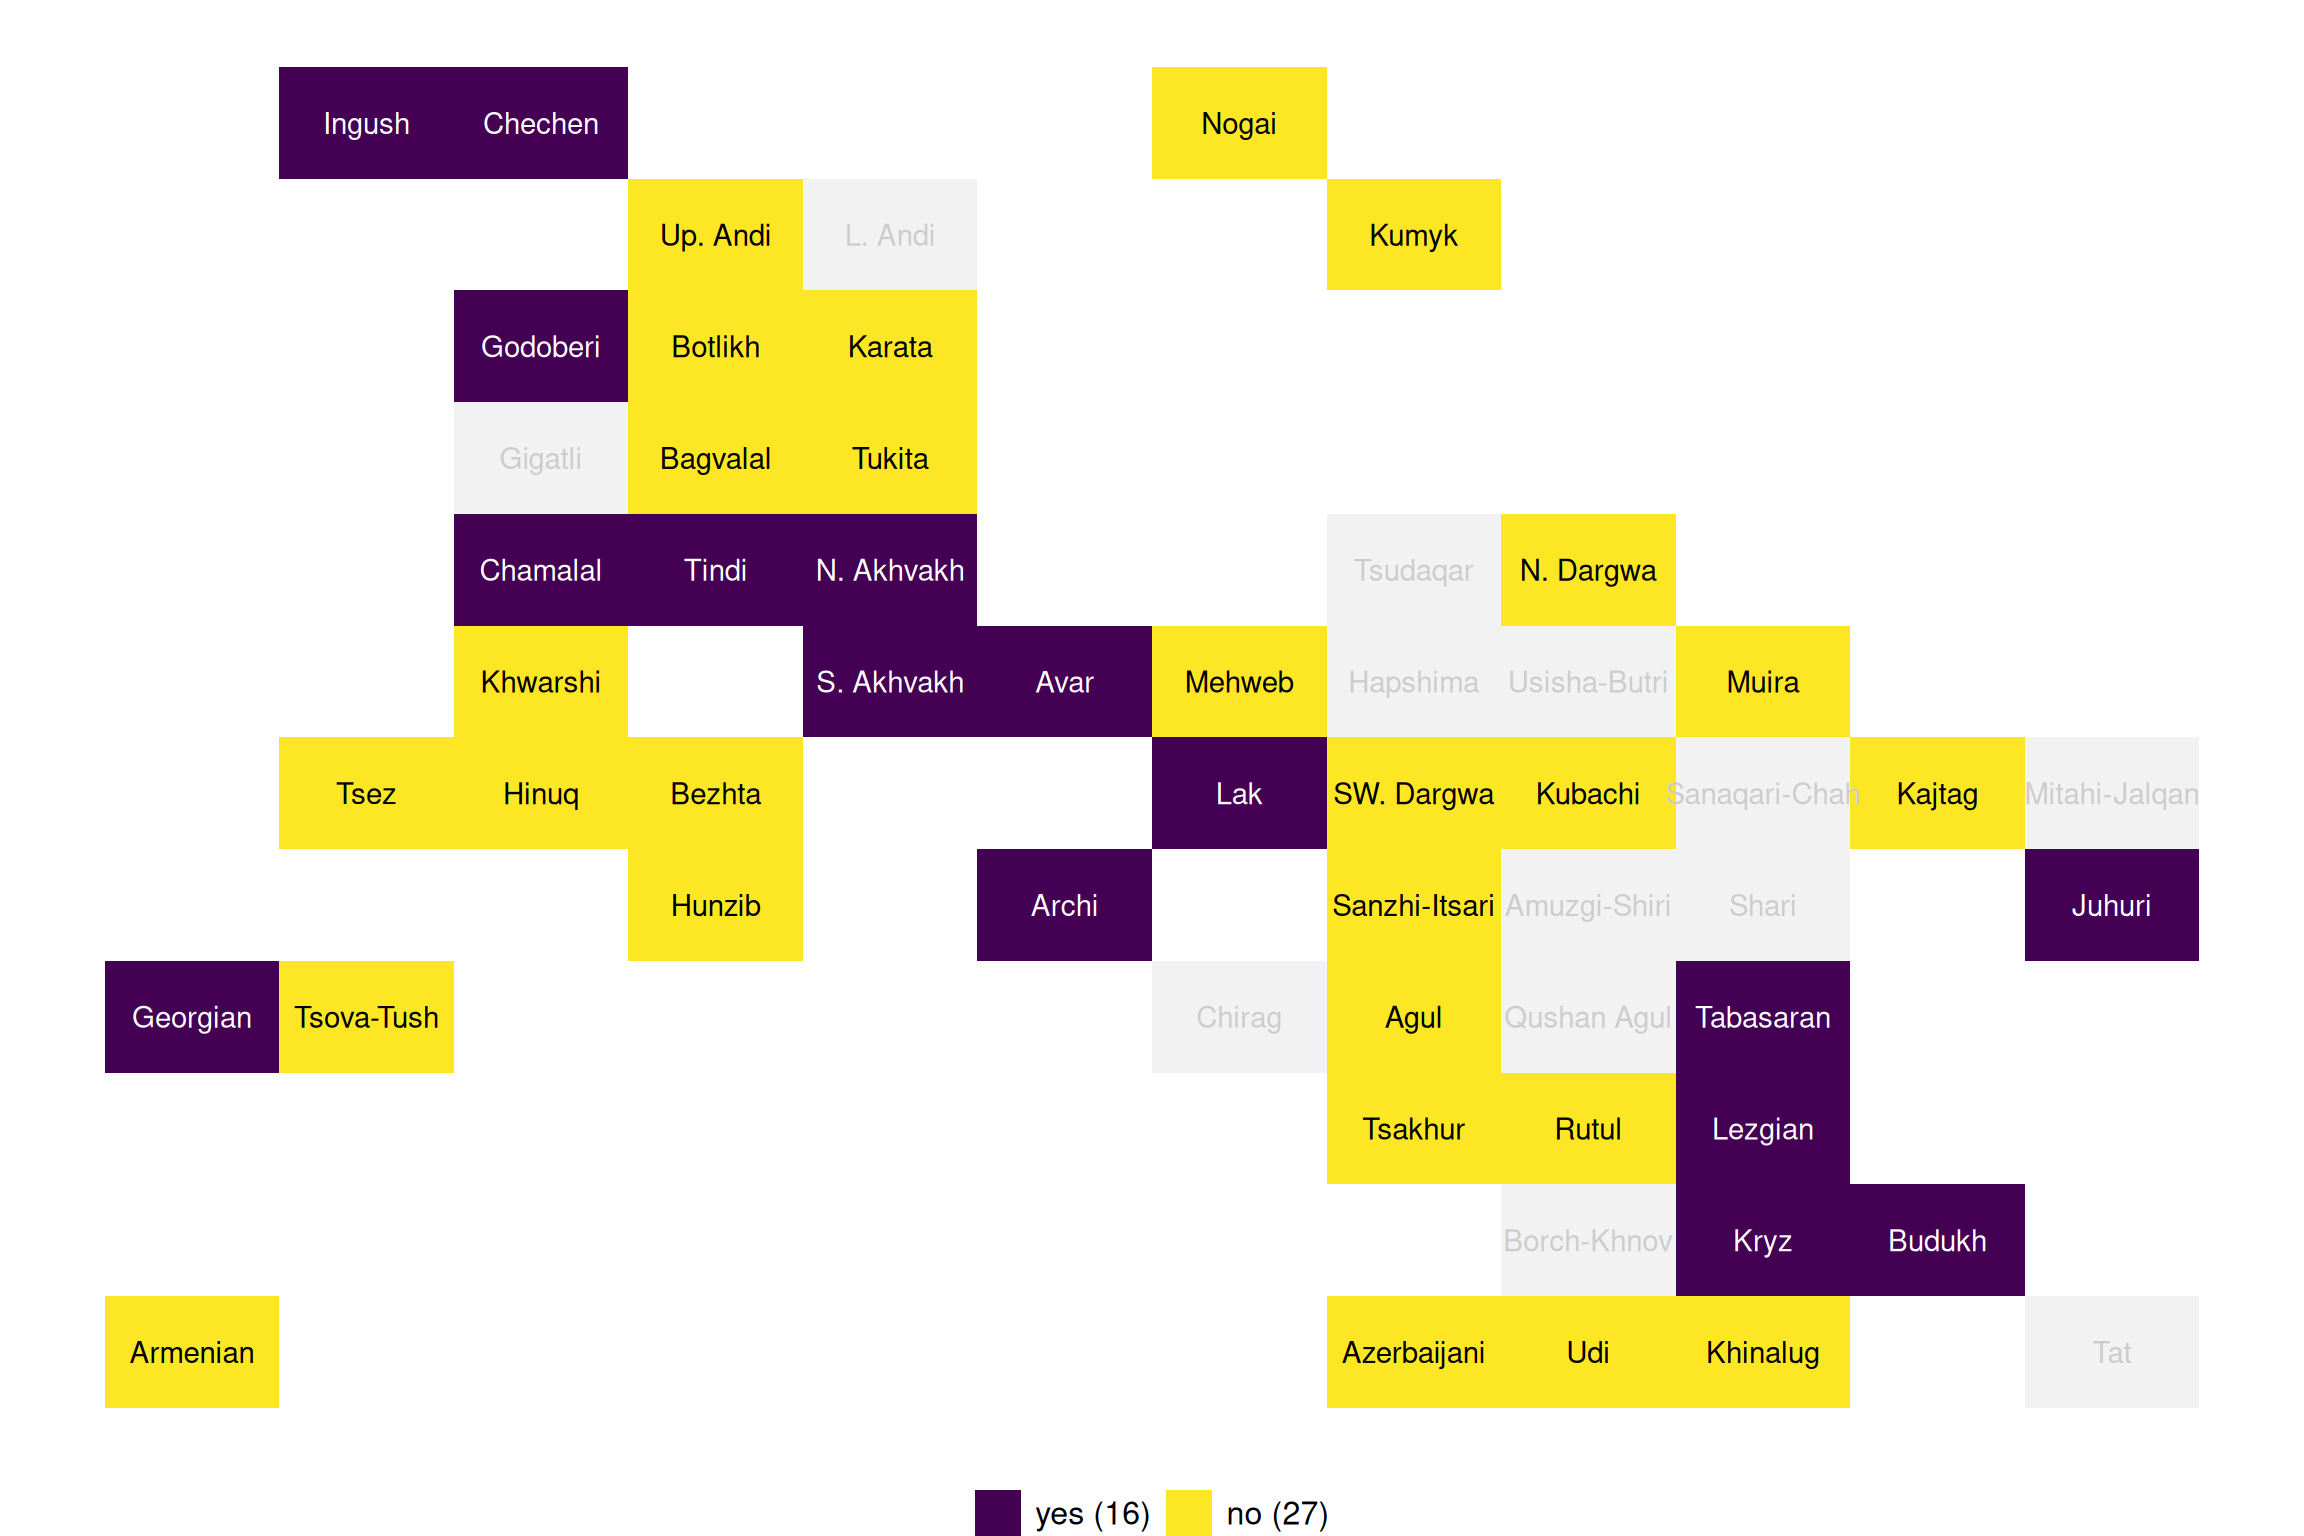 Ingush Chechen Nogai
Up. Andi L. Andi Kumyk
Godoberi Botlikh Karata
Gigatli Bagvalal Tukita
Chamalal Tindi N. Akhvakh Tsudaqar N. Dargwa
Khwarshi S. Akhvakh Avar Mehweb Hapshima Usisha-Butri Muira
Tsez Hinuq Bezhta Lak SW. Dargwa Kubachi Sanaqari-Chah Kajtag Mitahi-Jalqan
Hunzib Archi Sanzhi-Itsari Amuzgi-Shiri Shari Juhuri
Georgian Tsova-Tush Chirag Agul Qushan Agul Tabasaran
Tsakhur Rutul Lezgian
Borch-Khnov Kryz Budukh
Armenian Azerbaijani Udi Khinalug Tat
yes (16) no (27)